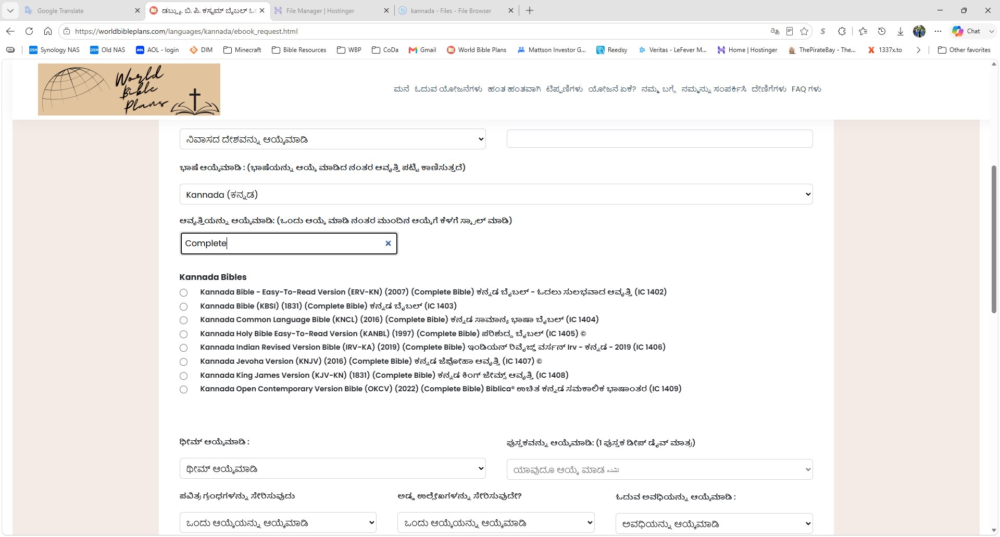 Google Translate
ಡಬ್ಲ್ಯು. ಬಿ. ಪಿ. ಕಸ್ಟಮ್ ಬೈಬಲ್ ಓದ
File Manager | Hostinger
kannada - Files - File Browser
https://worldbibleplans.com/languages/kannada/ebook_request.html
Chat
Synology NAS
Old NAS
AOL - login
DIM
Minecraft
Bible Resources
WBP
CoDa
Gmail
World Bible Plans
Mattson Investor G...
Reedsy
Veritas - LeFever M...
Home | Hostinger
ThePirateBay - The...
1337x.to
Other favorites
World
Bible
Plans
ಮನೆ ಓದುವ ಯೋಜನೆಗಳು ಹಂತ ಹಂತವಾಗಿ ಟಿಪ್ಪಣಿಗಳು ಯೋಜನೆ ಏಕೆ? ನಮ್ಮ ಬಗ್ಗೆ ನಮ್ಮನ್ನು ಸಂಪರ್ಕಿಸಿ ದೇಣಿಗೆಗಳು FAQ ಗಳು
ನಿವಾಸದ ದೇಶವನ್ನು ಆಯ್ಕೆಮಾಡಿ
ಭಾಷೆ ಆಯ್ಕೆಮಾಡಿ : (ಭಾಷೆಯನ್ನು ಆಯ್ಕೆ ಮಾಡಿದ ನಂತರ ಆವೃತ್ತಿ ಪಟ್ಟಿ ಕಾಣಿಸುತ್ತದೆ)
Kannada (ಕನ್ನಡ)
ಆವೃತ್ತಿಯನ್ನು ಆಯ್ಕೆಮಾಡಿ: (ಒಂದು ಆಯ್ಕೆ ಮಾಡಿ ನಂತರ ಮುಂದಿನ ಆಯ್ಕೆಗೆ ಕೆಳಗೆ ಸ್ಕ್ರಾಲ್ ಮಾಡಿ)
Complete
Kannada Bibles
Kannada Bible - Easy-To-Read Version (ERV-KN) (2007) (Complete Bible) ಕನ್ನಡ ಬೈಬಲ್ - ಓದಲು ಸುಲಭವಾದ ಆವೃತ್ತಿ (IC 1402)
Kannada Bible (KBSI) (1831) (Complete Bible) ಕನ್ನಡ ಬೈಬಲ್ (IC 1403)
Kannada Common Language Bible (KNCL) (2016) (Complete Bible) ಕನ್ನಡ ಸಾಮಾನ್ಯ ಭಾಷಾ ಬೈಬಲ್ (IC 1404)
Kannada Holy Bible Easy-To-Read Version (KANBL) (1997) (Complete Bible) ಪರಿಶುದ್ದ ಬೈಬಲ್ (IC 1405) ©
Kannada Indian Revised Version Bible (IRV-KA) (2019) (Complete Bible) ಇಂಡಿಯನ್ ರಿವೈಜ್ಡ್ ವರ್ಸನ್ Irv - ಕನ್ನಡ - 2019 (IC 1406)
Kannada Jevoha Version (KNJV) (2016) (Complete Bible) ಕನ್ನಡ ಜೆವೋಹಾ ಆವೃತ್ತಿ (IC 1407) ©
Kannada King James Version (KJV-KN) (1831) (Complete Bible) ಕನ್ನಡ ಕಿಂಗ್ ಜೇಮ್ಸ್ ಆವೃತ್ತಿ (IC 1408)
Kannada Open Contemporary Version Bible (OKCV) (2022) (Complete Bible) Biblica® ಉಚಿತ ಕನ್ನಡ ಸಮಕಾಲಿಕ ಭಾಷಾಂತರ (IC 1409)
ಥೀಮ್ ಆಯ್ಕೆಮಾಡಿ :
ಪುಸ್ತಕವನ್ನು ಆಯ್ಕೆಮಾಡಿ: (1 ಪುಸ್ತಕ ಡೀಪ್ ಡೈವ್ ಮಾತ್ರ)
ಥೀಮ್ ಆಯ್ಕೆಮಾಡಿ
ಯಾವುದೂ ಆಯ್ಕೆ ಮಾಡ
ಪವಿತ್ರ ಗ್ರಂಥಗಳನ್ನು ಸೇರಿಸುವುದು
ಅಡ್ಡ ಉಲ್ಲೇಖಗಳನ್ನು ಸೇರಿಸುವುದೇ?
ಓದುವ ಅವಧಿಯನ್ನು ಆಯ್ಕೆಮಾಡಿ :
ಒಂದು ಆಯ್ಕೆಯನ್ನು ಆಯ್ಕೆಮಾಡಿ
ಒಂದು ಆಯ್ಕೆಯನ್ನು ಆಯ್ಕೆಮಾಡಿ
ಅವಧಿಯನ್ನು ಆಯ್ಕೆಮಾಡಿ